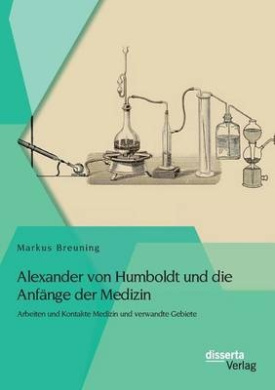 Markus Breuning
Alexander von Humboldt und die
Anfänge der Medizin
Arbeiten und Kontakte Medizin und verwandte Gebiete
disserta
Verlag